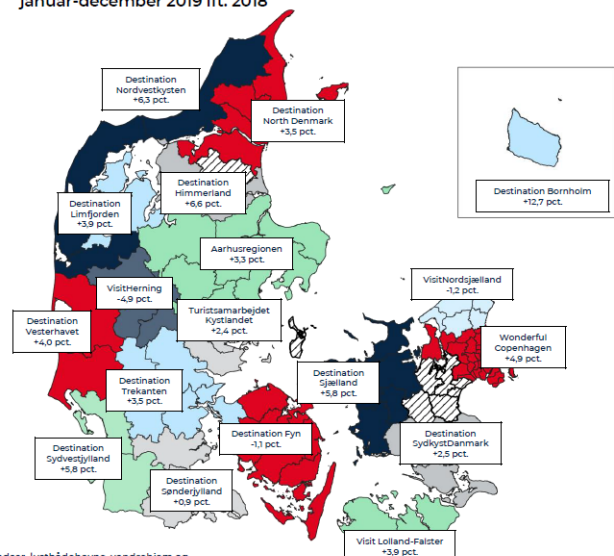 januar-december 2019 ift. 2018
Destination
Nordvestkysten
+6,3 pct.
Destination
North Denmark
+3,5 pct.
Destination
Himmerland
+6,6 pct.
Destination
Limfjorden
+3,9 pct.
Destination Bornholm
+12,7 pct.
Aarhusregionen
+3,3 pct.
VisitHerning
-4,9 pct.
VisitNordsjælland
-1,2 pct.
Turistsamarbejdet
Kystlandet
+2,4 pct.
Destination
Vesterhavet
+4,0 pct.
Wonderful
Copenhagen
+4,9 pct.
Destination
Sjælland
+5,8 pct.
Destination
Trekanten
+3,5 pct.
Destination Fyn
-1,1 pct.
Destination
SydkystDanmark
+2,5 pct.
Destination
Sydvestjylland
+5,8 pct.
Destination
Sønderjylland
+0,9 pct.
Visit Lolland-Falster
+3,9 pct.